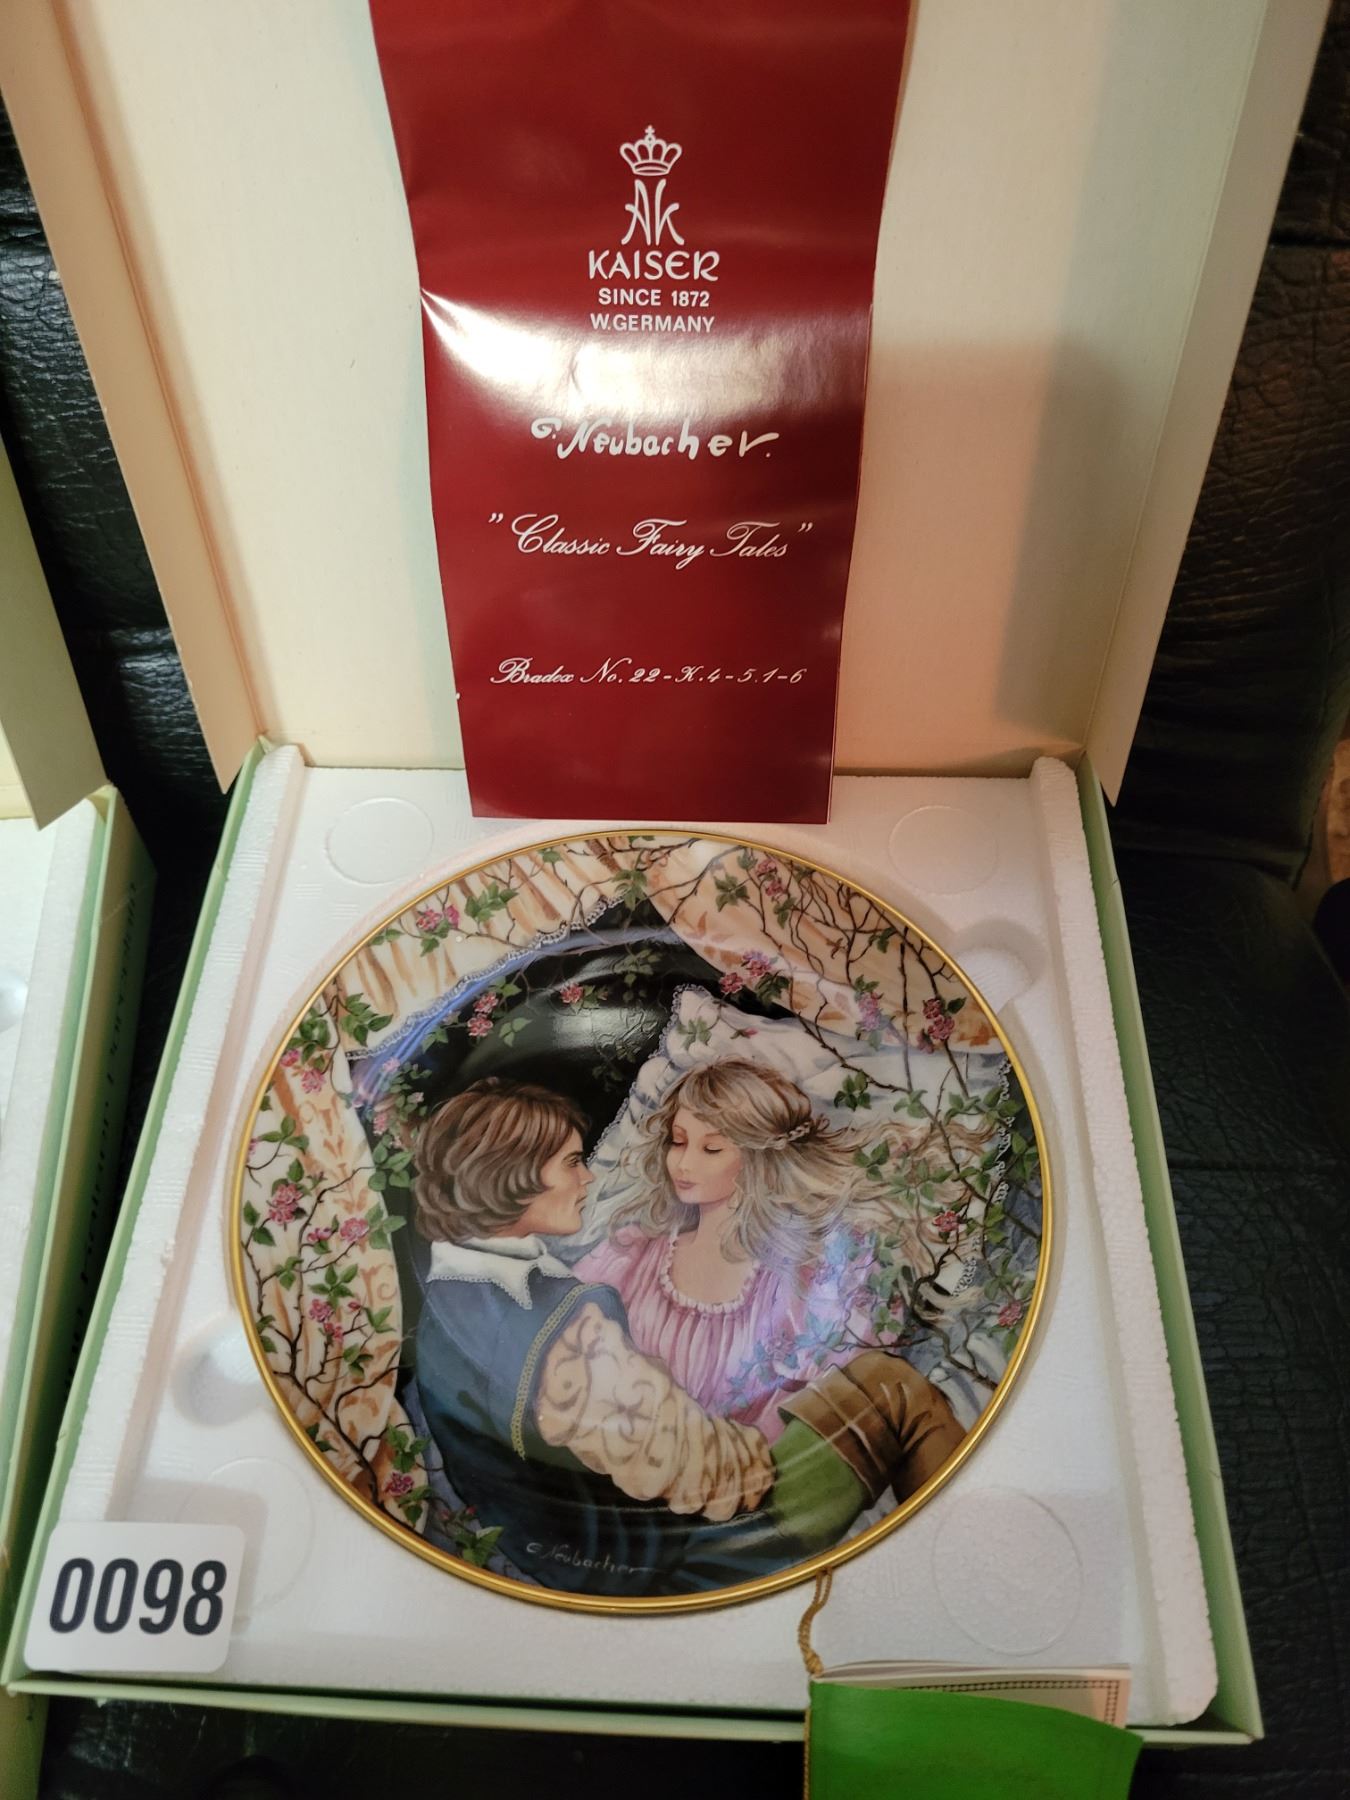 AK
KAISER
SINCE 1872
W.GERMANY
G. Neubacher.
"Classic Fairy Tales"
Bradex No. 22-K.4-5.1-6
G Neubacher
0098